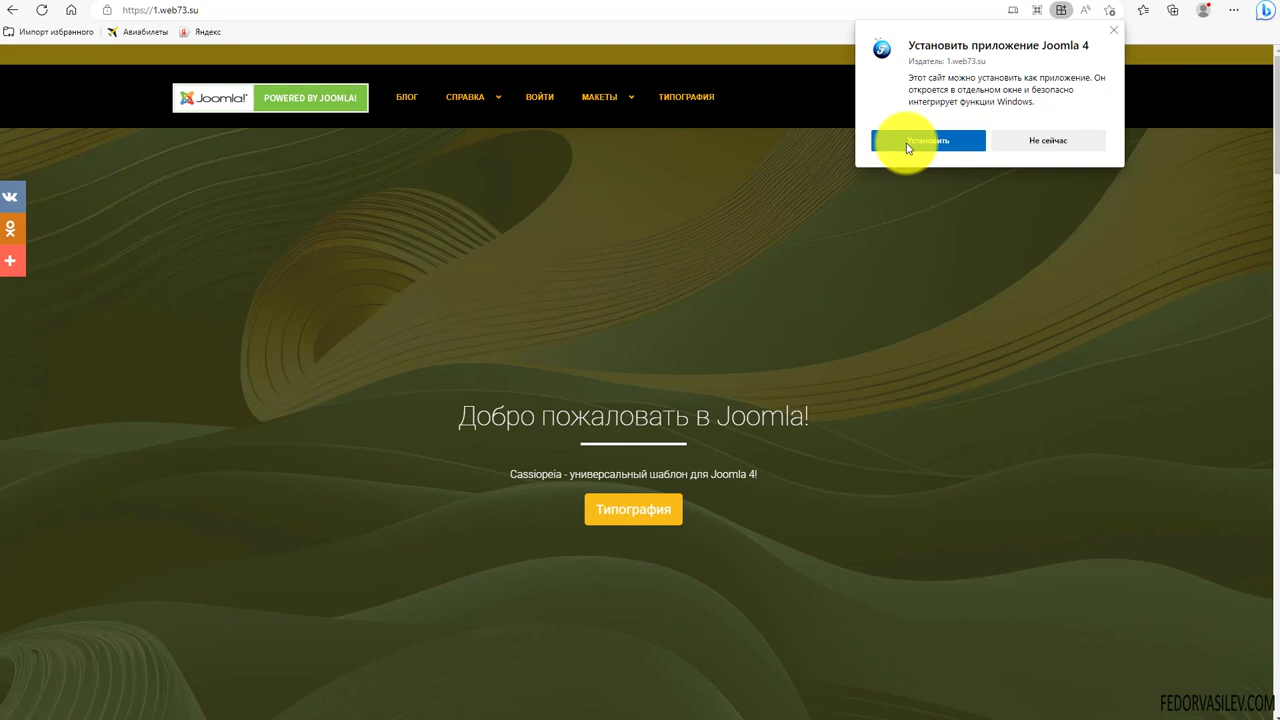 https://1.web73.su
Импорт избранного
Авиабилеты
Яндекс
Установить приложение Joomla 4
Издатель: 1.web73.su
Этот сайт можно установить как приложение. Он
откроется в отдельном окне и безопасно
интегрирует функции Windows.
Установить
Не сейчас
Joomla!
POWERED BY JOOMLA!
БЛОГ
СПРАВКА
ВОЙТИ
МАКЕТЫ
ТИПОГРАФИЯ
Добро пожаловать в Joomla!
Cassiopeia - универсальный шаблон для Joomla 4!
Типография
FEDORVASILEV.COM